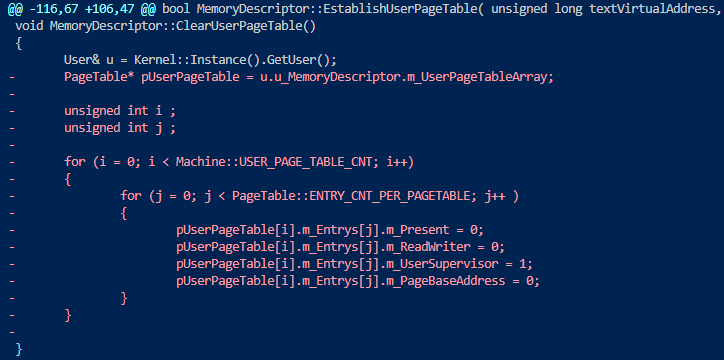 @@ -116,67 +106,47 @@ bool MemoryDescriptor::EstablishUserPageTable( unsigned long textVirtualAddress,
 void MemoryDescriptor::ClearUserPageTable()
 {
        User& u = Kernel::Instance().GetUser();
-       PageTable* pUserPageTable = u.u_MemoryDescriptor.m_UserPageTableArray;
-
-       unsigned int i ;
-       unsigned int j ;
-
-       for (i = 0; i < Machine::USER_PAGE_TABLE_CNT; i++)
-       {
-               for (j = 0; j < PageTable::ENTRY_CNT_PER_PAGETABLE; j++ )
-               {
-                       pUserPageTable[i].m_Entrys[j].m_Present = 0;
-                       pUserPageTable[i].m_Entrys[j].m_ReadWriter = 0;
-                       pUserPageTable[i].m_Entrys[j].m_UserSupervisor = 1;
-                       pUserPageTable[i].m_Entrys[j].m_PageBaseAddress = 0;
-               }
-       }
-
 }